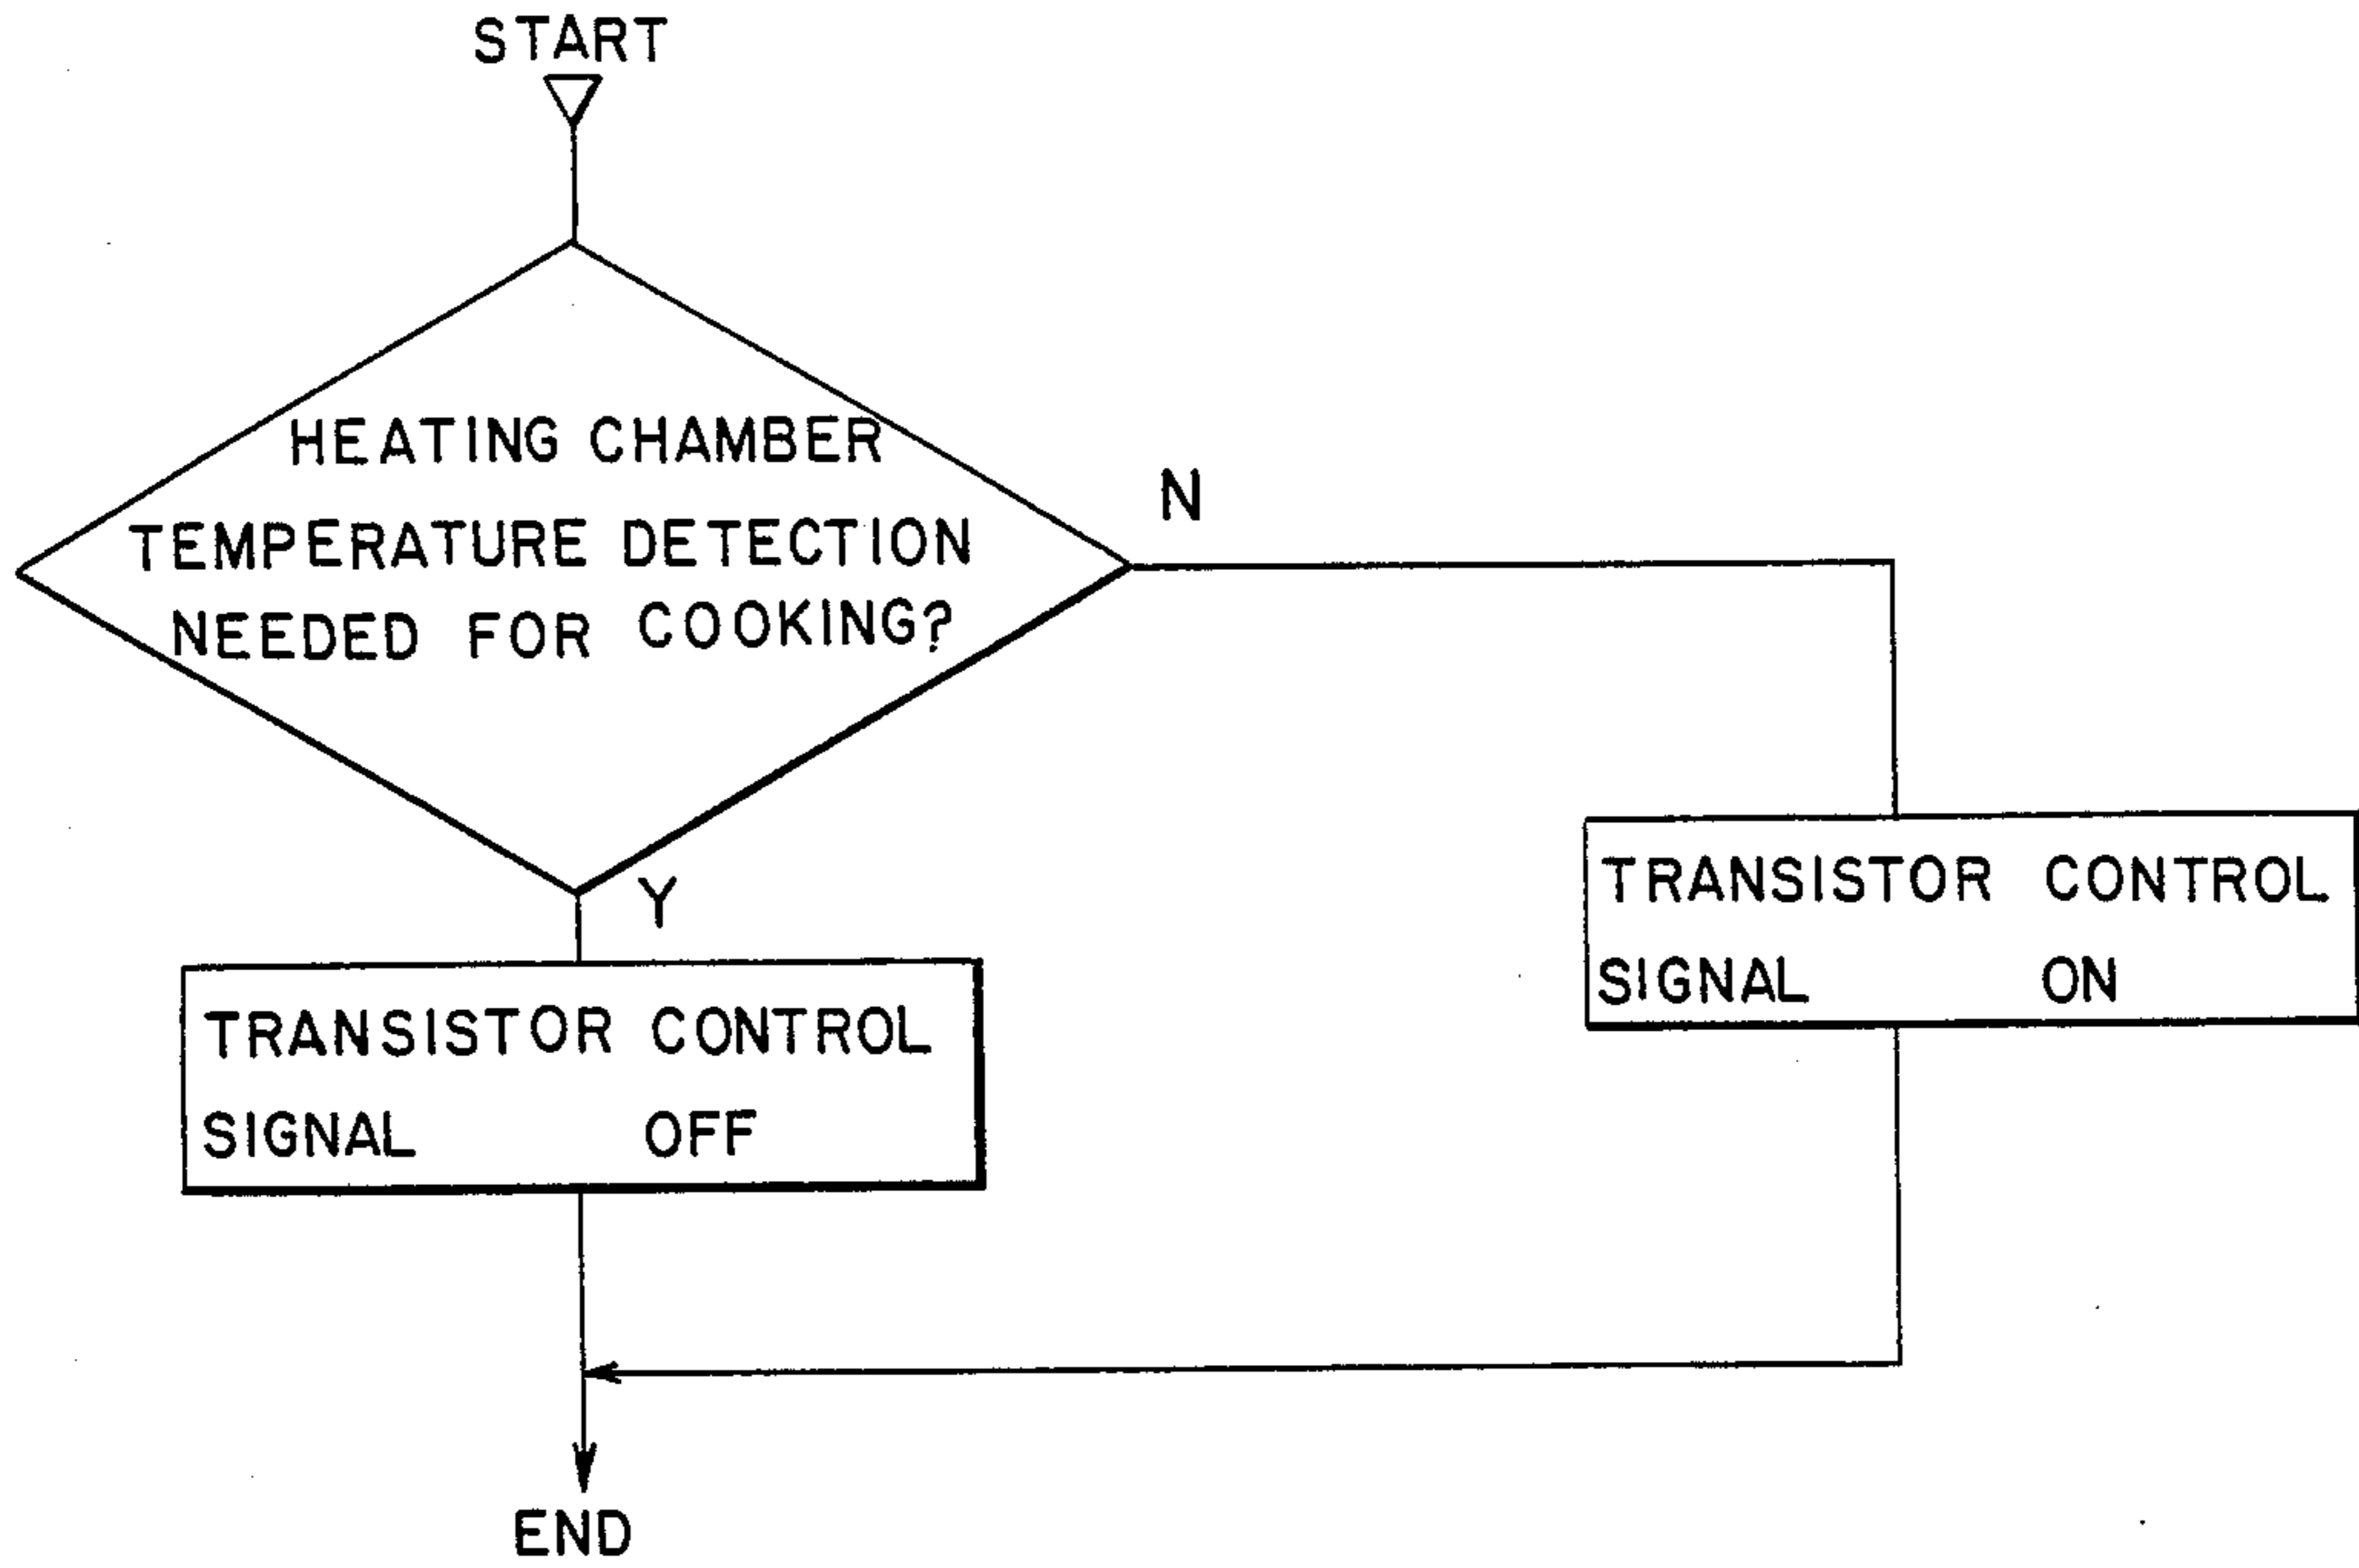 START
HEATING CHAMBER
TEMPERATURE DETECTION
NEEDED FOR COOKING?
N
Y
TRANSISTOR CONTROL
SIGNAL ON
TRANSISTOR CONTROL
SIGNAL OFF
END